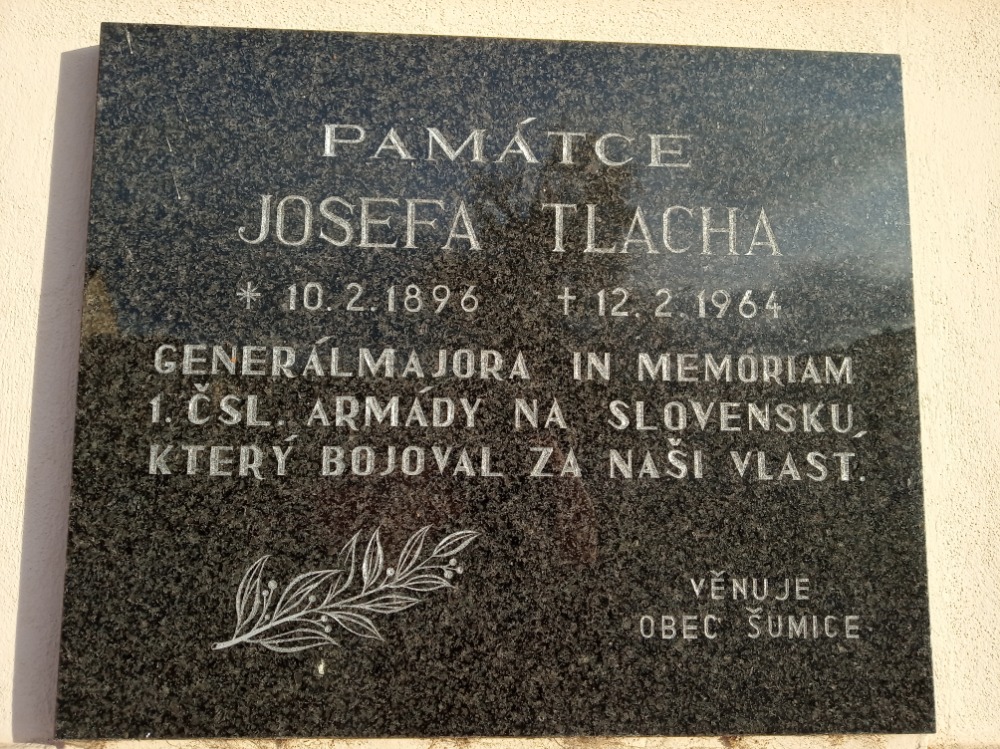 PAMÁTCE
JOSEFA TLACHA
* 10.2.1896 † 12.2.1964
GENERÁLMAJORA IN MEMORIAM
1. ČSL. ARMÁDY NA SLOVENSKU,
KTERÝ BOJOVAL ZA NAŠI VLAST.
VĚNUJE
OBEC ŠUMICE